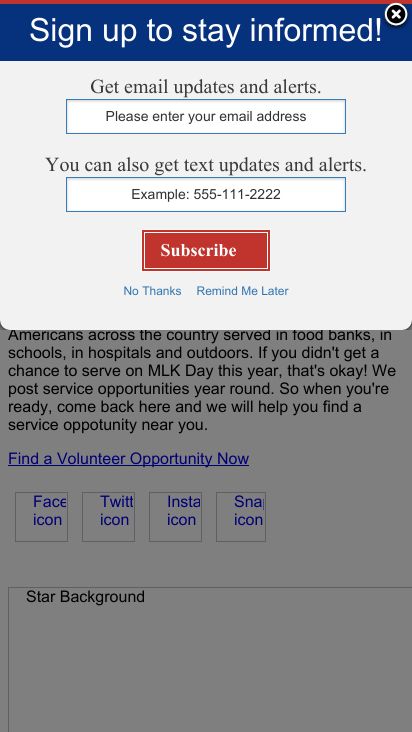 Sign up to stay informed!
Get email updates and alerts.
Please enter your email address
You can also get text updates and alerts.
Example: 555-111-2222
Subscribe
No Thanks Remind Me Later
Americans across the country served in food banks, in
schools, in hospitals and outdoors. If you didn't get a
chance to serve on MLK Day this year, that's okay! We
post service opportunities year round. So when you're
ready, come back here and we will help you find a
service oppotunity near you.
Find a Volunteer Opportunity Now
Face Twitt Insta Snap
icon icon icon icon
Star Background